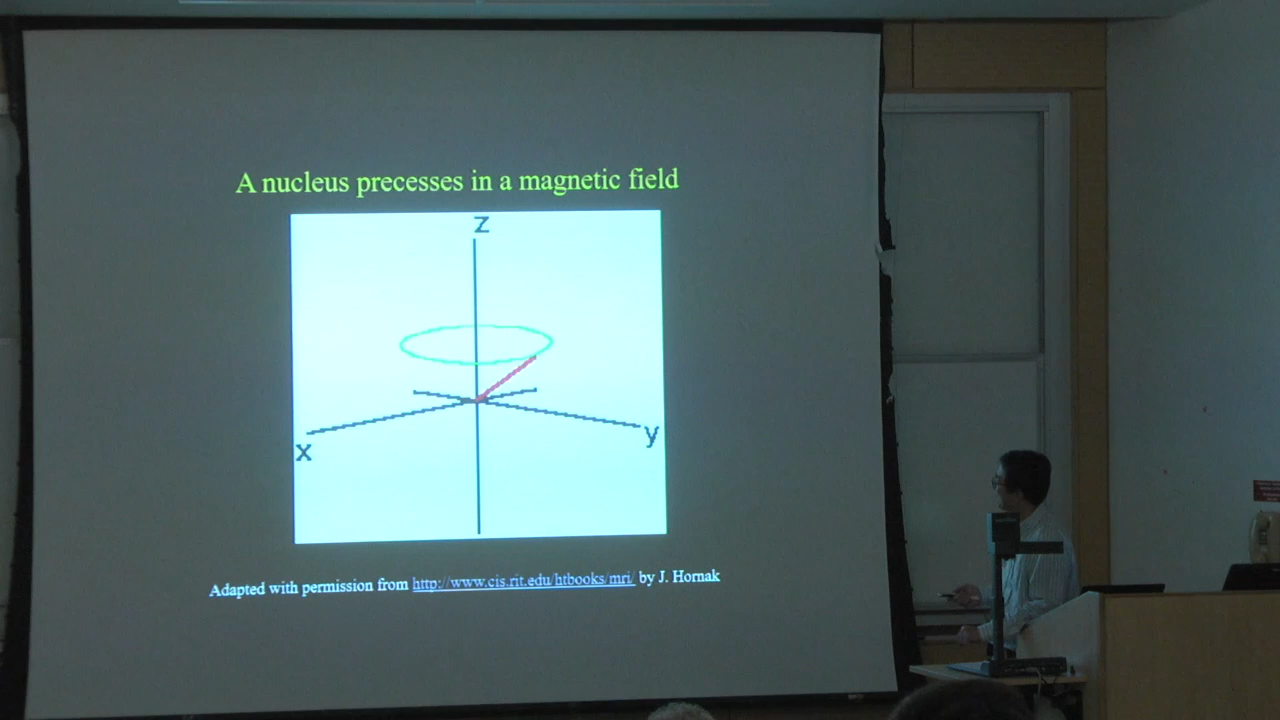 A nucleus precesses in a magnetic field
z
x
y
Adapted with permission from http://www.cis.rit.edu/htbooks/mri/ by J. Hornak